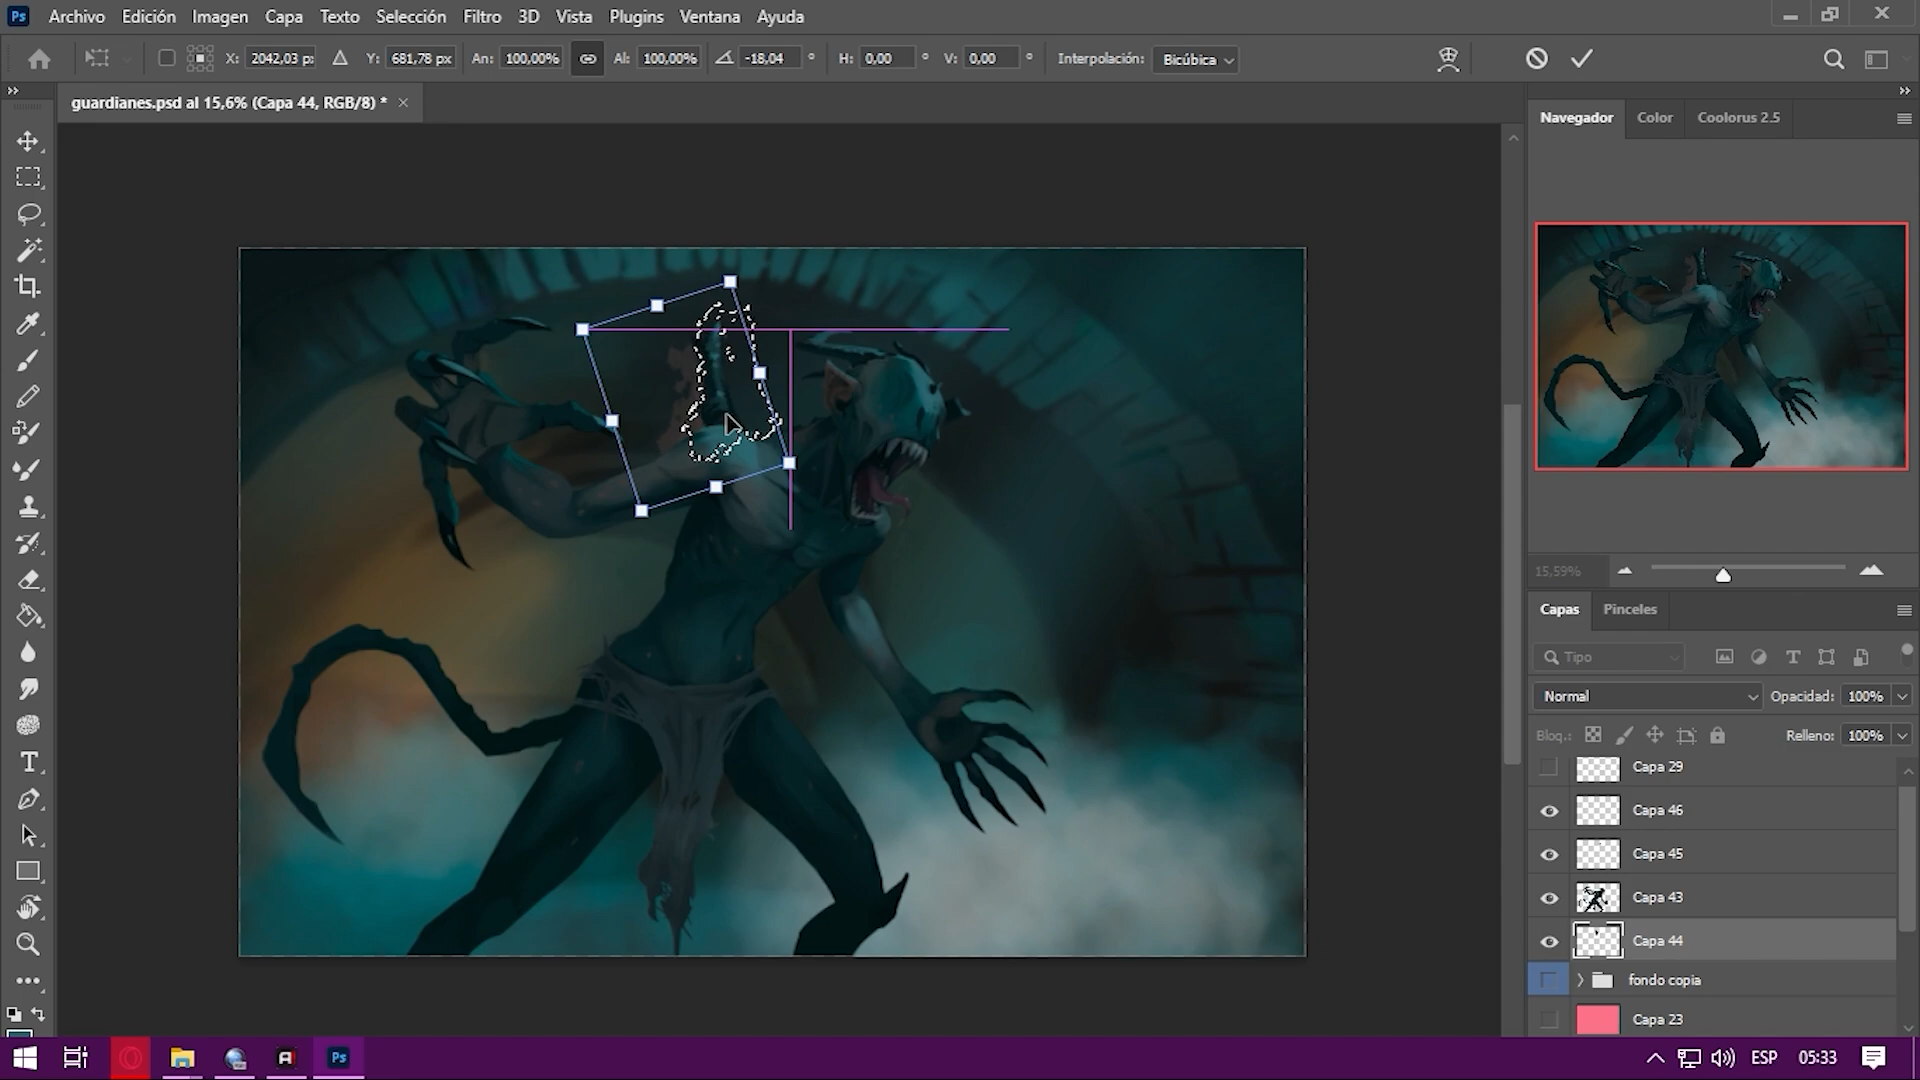 Ps Archivo Edición Imagen Capa Texto Selección Filtro 3D Vista Plugins Ventana Ayuda
X: 2042,03 p: Y: 681,78 px An: 100,00% Al: 100,00% -18,04 ° H: 0,00 ° V: 0,00 ° Interpolación: Bicúbica
guardianes.psd al 15,6% (Capa 44, RGB/8) *
Navegador Color Coolorus 2.5
15,59%
Capas Pinceles
Tipo
Normal Opacidad: 100%
Bloq.: Relleno: 100%
Capa 29
Capa 46
Capa 45
Capa 43
Capa 44
fondo copia
Capa 23
Ps ESP 05:33